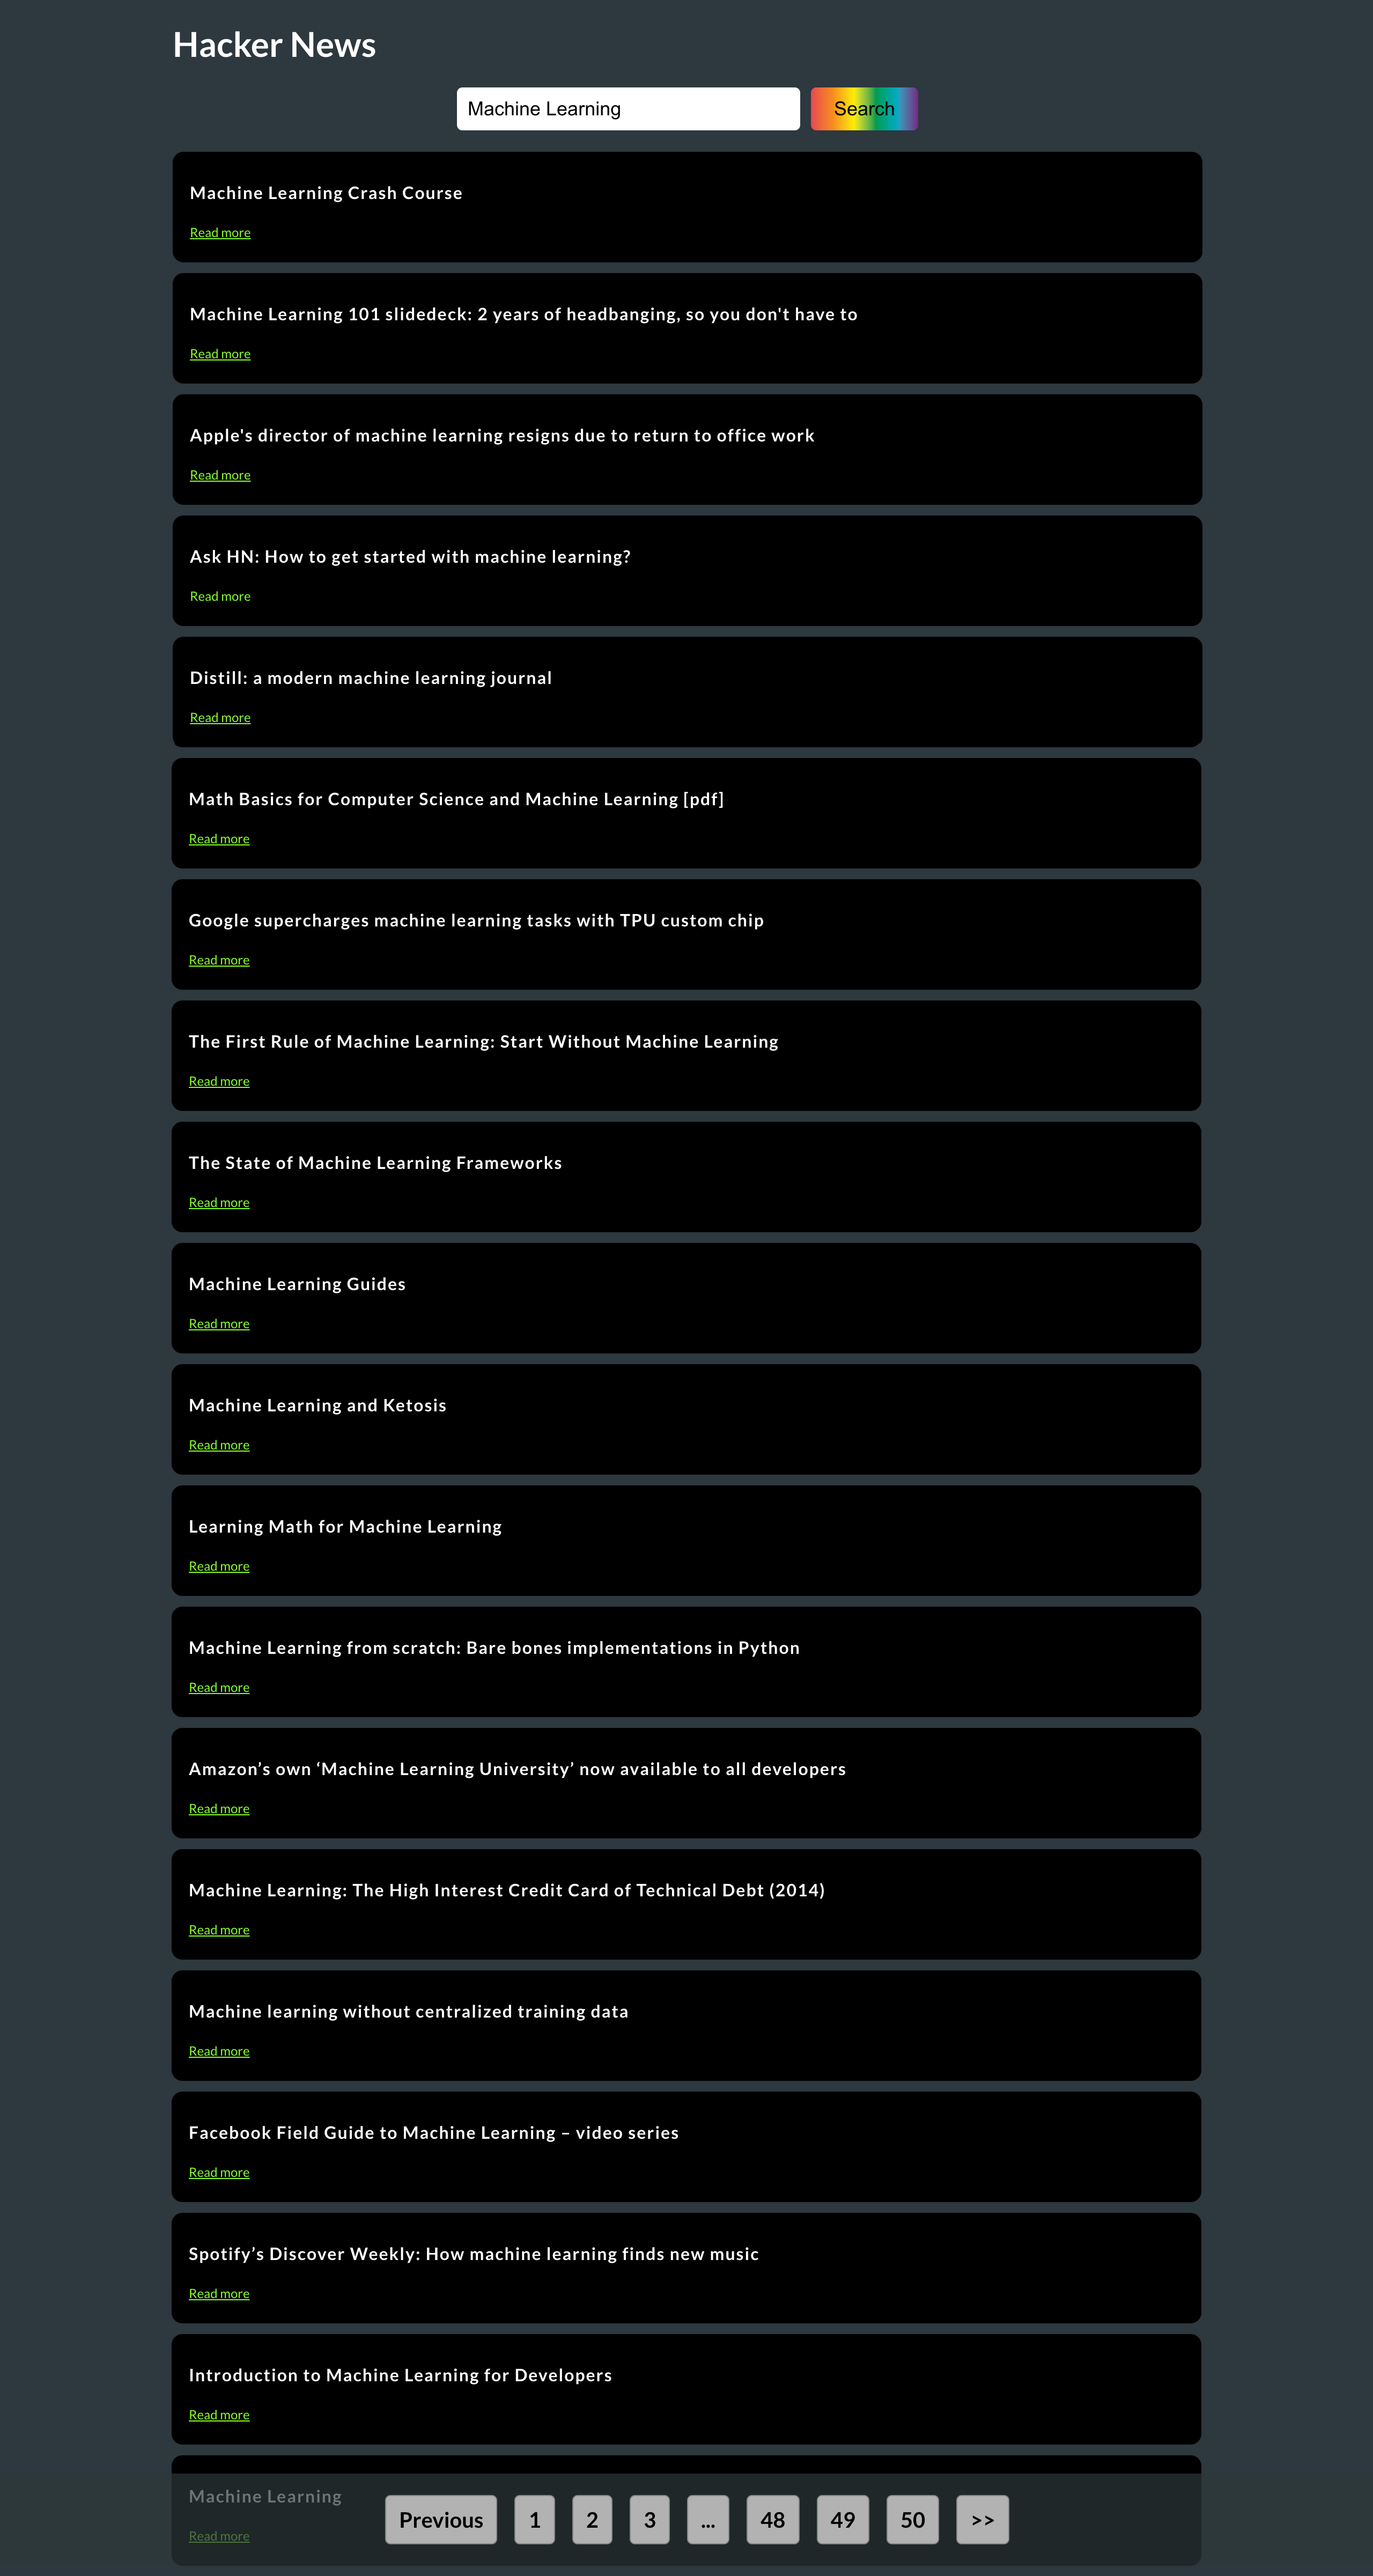 Hacker News
Machine Learning
Search
Machine Learning Crash Course
Read more
Machine Learning 101 slidedeck: 2 years of headbanging, so you don't have to
Read more
Apple's director of machine learning resigns due to return to office work
Read more
Ask HN: How to get started with machine learning?
Read more
Distill: a modern machine learning journal
Read more
Math Basics for Computer Science and Machine Learning [pdf]
Read more
Google supercharges machine learning tasks with TPU custom chip
Read more
The First Rule of Machine Learning: Start Without Machine Learning
Read more
The State of Machine Learning Frameworks
Read more
Machine Learning Guides
Read more
Machine Learning and Ketosis
Read more
Learning Math for Machine Learning
Read more
Machine Learning from scratch: Bare bones implementations in Python
Read more
Amazon’s own ‘Machine Learning University’ now available to all developers
Read more
Machine Learning: The High Interest Credit Card of Technical Debt (2014)
Read more
Machine learning without centralized training data
Read more
Facebook Field Guide to Machine Learning – video series
Read more
Spotify’s Discover Weekly: How machine learning finds new music
Read more
Introduction to Machine Learning for Developers
Read more
Machine Learning
Read more
Previous 1 2 3 ... 48 49 50 >>